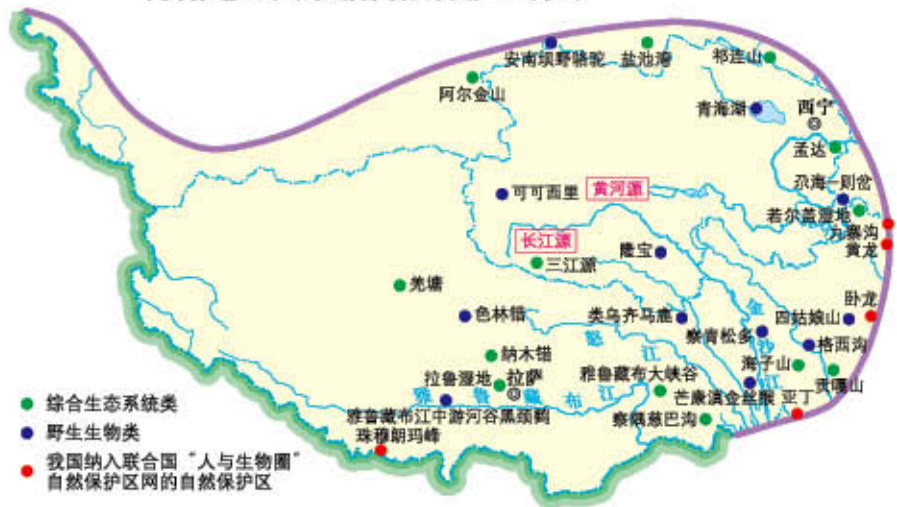 安南坝野骆驼
盐池湾
祁连山
阿尔金山
青海湖
西宁
孟达
可可西里
黄河源
尕海-则岔
若尔盖湿地
九寨沟
黄龙
长江源
隆宝
三江源
羌塘
卧龙
色林错
类乌齐马鹿
金沙江
四姑娘山
察青松多
格西沟
怒江
纳木错
海子山
拉鲁湿地
拉萨
雅鲁藏布大峡谷
贡嘎山
雅鲁藏布江
芒康滇金丝猴
亚丁
雅鲁藏布江中游河谷黑颈鹤
察隅慈巴沟
珠穆朗玛峰
综合生态系统类
野生生物类
我国纳入联合国“人与生物圈”
自然保护区网的自然保护区